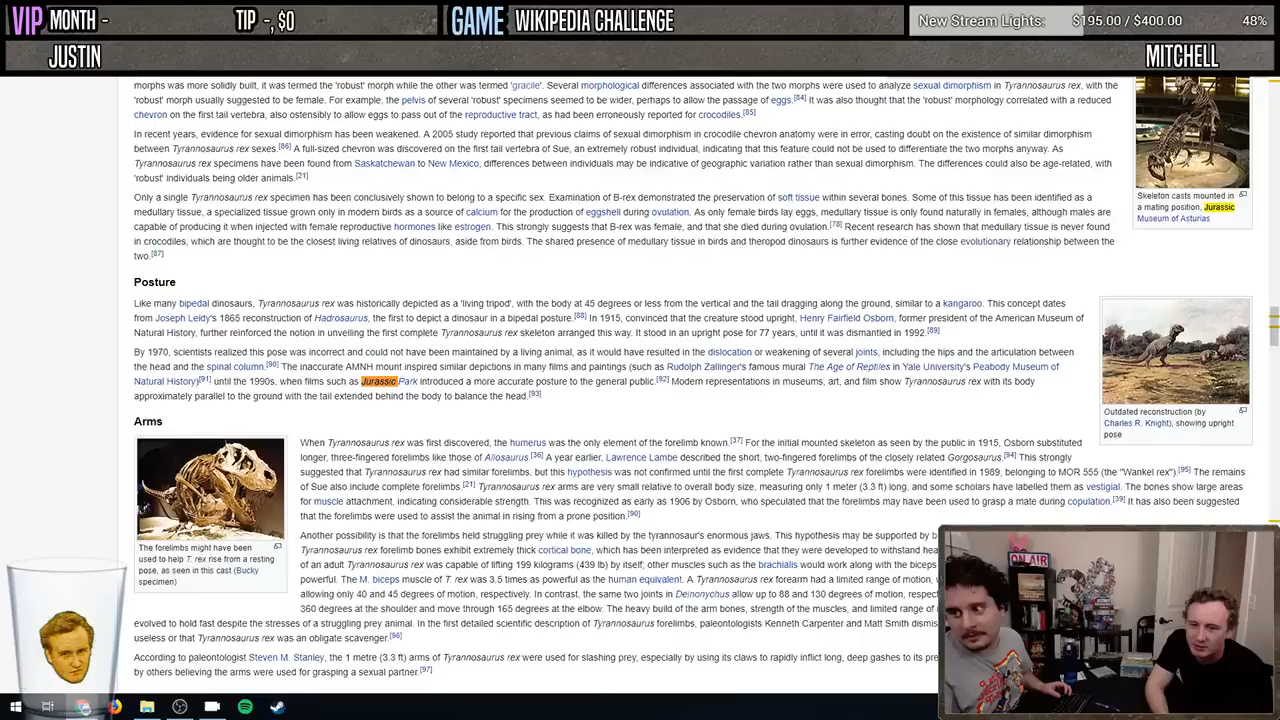 VIP MONTH -
TIP -, $0
GAME WIKIPEDIA CHALLENGE
New Stream Lights: $195.00 / $400.00 48%
JUSTIN
MITCHELL
morphs was more solidly built, it was termed the 'robust' morph while the other was termed 'gracile'. Several morphological differences associated with the two morphs were used to analyze sexual dimorphism in Tyrannosaurus rex, with the
'robust' morph usually suggested to be female. For example, the pelvis of several 'robust' specimens seemed to be wider, perhaps to allow the passage of eggs.[84] It was also thought that the 'robust' morphology correlated with a reduced
chevron on the first tail vertebra, also ostensibly to allow eggs to pass out of the reproductive tract, as had been erroneously reported for crocodiles.[85]
In recent years, evidence for sexual dimorphism has been weakened. A 2005 study reported that previous claims of sexual dimorphism in crocodile chevron anatomy were in error, casting doubt on the existence of similar dimorphism
between Tyrannosaurus rex sexes.[86] A full-sized chevron was discovered on the first tail vertebra of Sue, an extremely robust individual, indicating that this feature could not be used to differentiate the two morphs anyway. As
Tyrannosaurus rex specimens have been found from Saskatchewan to New Mexico, differences between individuals may be indicative of geographic variation rather than sexual dimorphism. The differences could also be age-related, with
'robust' individuals being older animals.[21]
Only a single Tyrannosaurus rex specimen has been conclusively shown to belong to a specific sex. Examination of B-rex demonstrated the preservation of soft tissue within several bones. Some of this tissue has been identified as a
medullary tissue, a specialized tissue grown only in modern birds as a source of calcium for the production of eggshell during ovulation. As only female birds lay eggs, medullary tissue is only found naturally in females, although males are
capable of producing it when injected with female reproductive hormones like estrogen. This strongly suggests that B-rex was female, and that she died during ovulation.[78] Recent research has shown that medullary tissue is never found
in crocodiles, which are thought to be the closest living relatives of dinosaurs, aside from birds. The shared presence of medullary tissue in birds and theropod dinosaurs is further evidence of the close evolutionary relationship between the
two.[87]
Skeleton casts mounted in
a mating position, Jurassic
Museum of Asturias
Posture
Like many bipedal dinosaurs, Tyrannosaurus rex was historically depicted as a 'living tripod', with the body at 45 degrees or less from the vertical and the tail dragging along the ground, similar to a kangaroo. This concept dates
from Joseph Leidy's 1865 reconstruction of Hadrosaurus, the first to depict a dinosaur in a bipedal posture.[88] In 1915, convinced that the creature stood upright, Henry Fairfield Osborn, former president of the American Museum of
Natural History, further reinforced the notion in unveiling the first complete Tyrannosaurus rex skeleton arranged this way. It stood in an upright pose for 77 years, until it was dismantled in 1992.[89]
By 1970, scientists realized this pose was incorrect and could not have been maintained by a living animal, as it would have resulted in the dislocation or weakening of several joints, including the hips and the articulation between
the head and the spinal column.[90] The inaccurate AMNH mount inspired similar depictions in many films and paintings (such as Rudolph Zallinger's famous mural The Age of Reptiles in Yale University's Peabody Museum of
Natural History)[91] until the 1990s, when films such as Jurassic Park introduced a more accurate posture to the general public.[92] Modern representations in museums, art, and film show Tyrannosaurus rex with its body
approximately parallel to the ground with the tail extended behind the body to balance the head.[93]
Outdated reconstruction (by
Charles R. Knight), showing upright
pose
Arms
The forelimbs might have been
used to help T. rex rise from a resting
pose, as seen in this cast (Bucky
specimen)
When Tyrannosaurus rex was first discovered, the humerus was the only element of the forelimb known.[37] For the initial mounted skeleton as seen by the public in 1915, Osborn substituted
longer, three-fingered forelimbs like those of Allosaurus.[36] A year earlier, Lawrence Lambe described the short, two-fingered forelimbs of the closely related Gorgosaurus.[94] This strongly
suggested that Tyrannosaurus rex had similar forelimbs, but this hypothesis was not confirmed until the first complete Tyrannosaurus rex forelimbs were identified in 1989, belonging to MOR 555 (the "Wankel rex").[95] The remains
of Sue also include complete forelimbs.[21] Tyrannosaurus rex arms are very small relative to overall body size, measuring only 1 meter (3.3 ft) long, and some scholars have labelled them as vestigial. The bones show large areas
for muscle attachment, indicating considerable strength. This was recognized as early as 1906 by Osborn, who speculated that the forelimbs may have been used to grasp a mate during copulation.[39] It has also been suggested
that the forelimbs were used to assist the animal in rising from a prone position.[90]
Another possibility is that the forelimbs held struggling prey while it was killed by the tyrannosaur's enormous jaws. This hypothesis may be supported by b
Tyrannosaurus rex forelimb bones exhibit extremely thick cortical bone, which has been interpreted as evidence that they were developed to withstand hea
of an adult Tyrannosaurus rex was capable of lifting 199 kilograms (439 lb) by itself; other muscles such as the brachialis would work along with the biceps
powerful. The M. biceps muscle of T. rex was 3.5 times as powerful as the human equivalent. A Tyrannosaurus rex forearm had a limited range of motion,
allowing only 40 and 45 degrees of motion, respectively. In contrast, the same two joints in Deinonychus allow up to 88 and 130 degrees of motion, respec
360 degrees at the shoulder and move through 165 degrees at the elbow. The heavy build of the arm bones, strength of the muscles, and limited range of
evolved to hold fast despite the stresses of a struggling prey animal. In the first detailed scientific description of Tyrannosaurus forelimbs, paleontologists Kenneth Carpenter and Matt Smith dismis
useless or that Tyrannosaurus rex was an obligate scavenger.[96]
According to paleontologist Steven M. Stanley, the 1 metre (3.3 ft) arms of Tyrannosaurus rex were used for slashing prey, especially by using its claws to rapidly inflict long, deep gashes to its pre
by others believing the arms were used for grasping a sexual partner.[97]
ON AIR